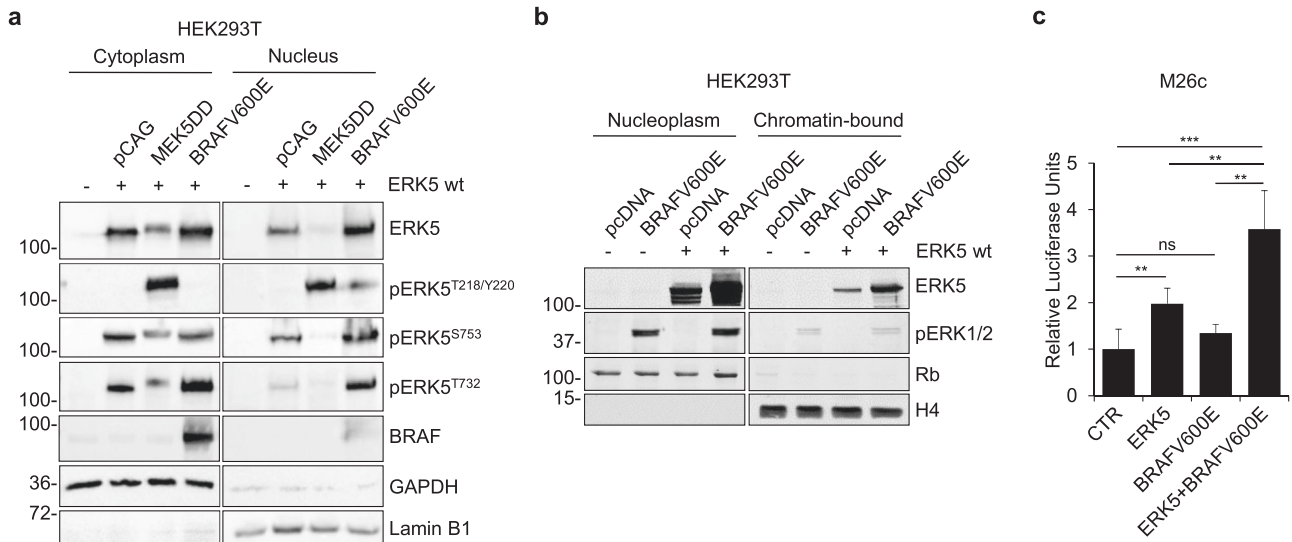 a
HEK293T
Cytoplasm Nucleus
pCAG MEK5DD BRAFV600E pCAG MEK5DD BRAFV600E
- + + + - + + + ERK5 wt
100- ERK5
100- pERK5T218/Y220
100- pERK5S753
100- pERK5T732
100- BRAF
36- GAPDH
72- Lamin B1
b
HEK293T
Nucleoplasm Chromatin-bound
pcDNA BRAFV600E pcDNA BRAFV600E pcDNA BRAFV600E pcDNA BRAFV600E
- - + + - - + + ERK5 wt
100- ERK5
37- pERK1/2
100- Rb
15- H4
c
M26c
Relative Luciferase Units
5
4
3
2
1
0
***
**
**
ns
**
CTR
ERK5
BRAFV600E
ERK5+BRAFV600E